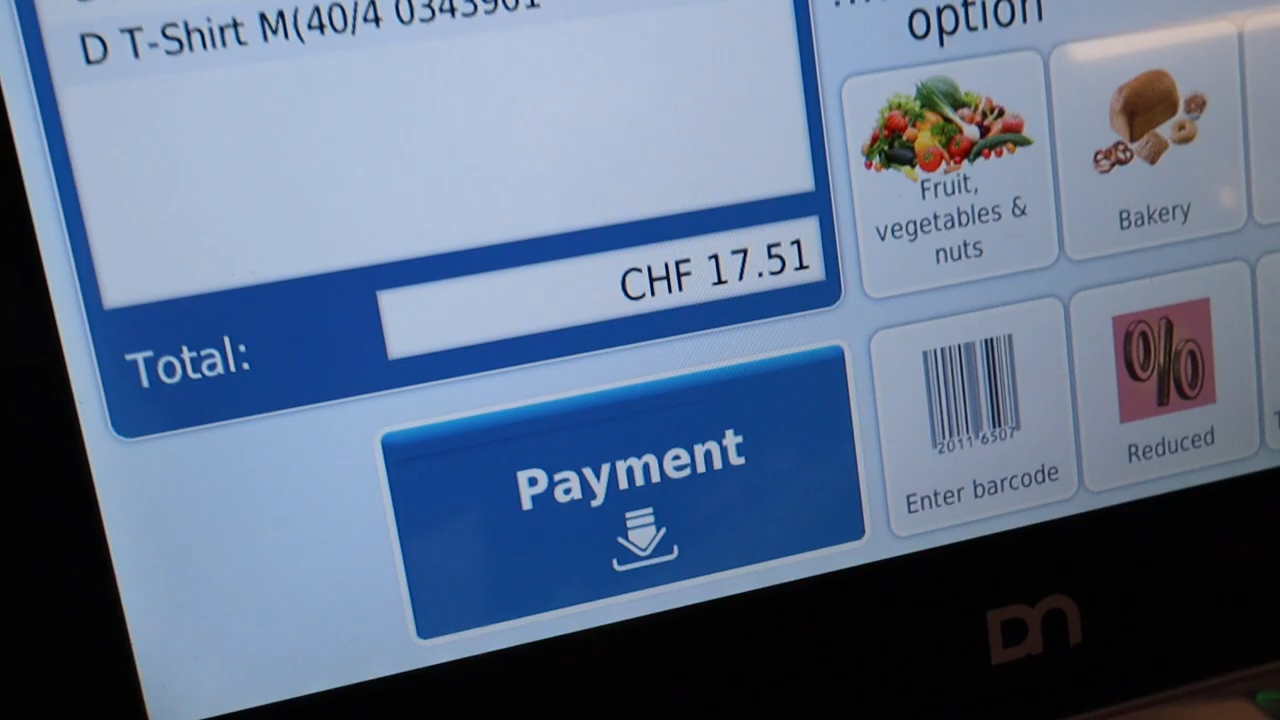 D T-Shirt M(40/4 0343901
option
Fruit,
vegetables &
nuts
Bakery
CHF 17.51
Total:
Payment
2011 6507
Enter barcode
Reduced
DN